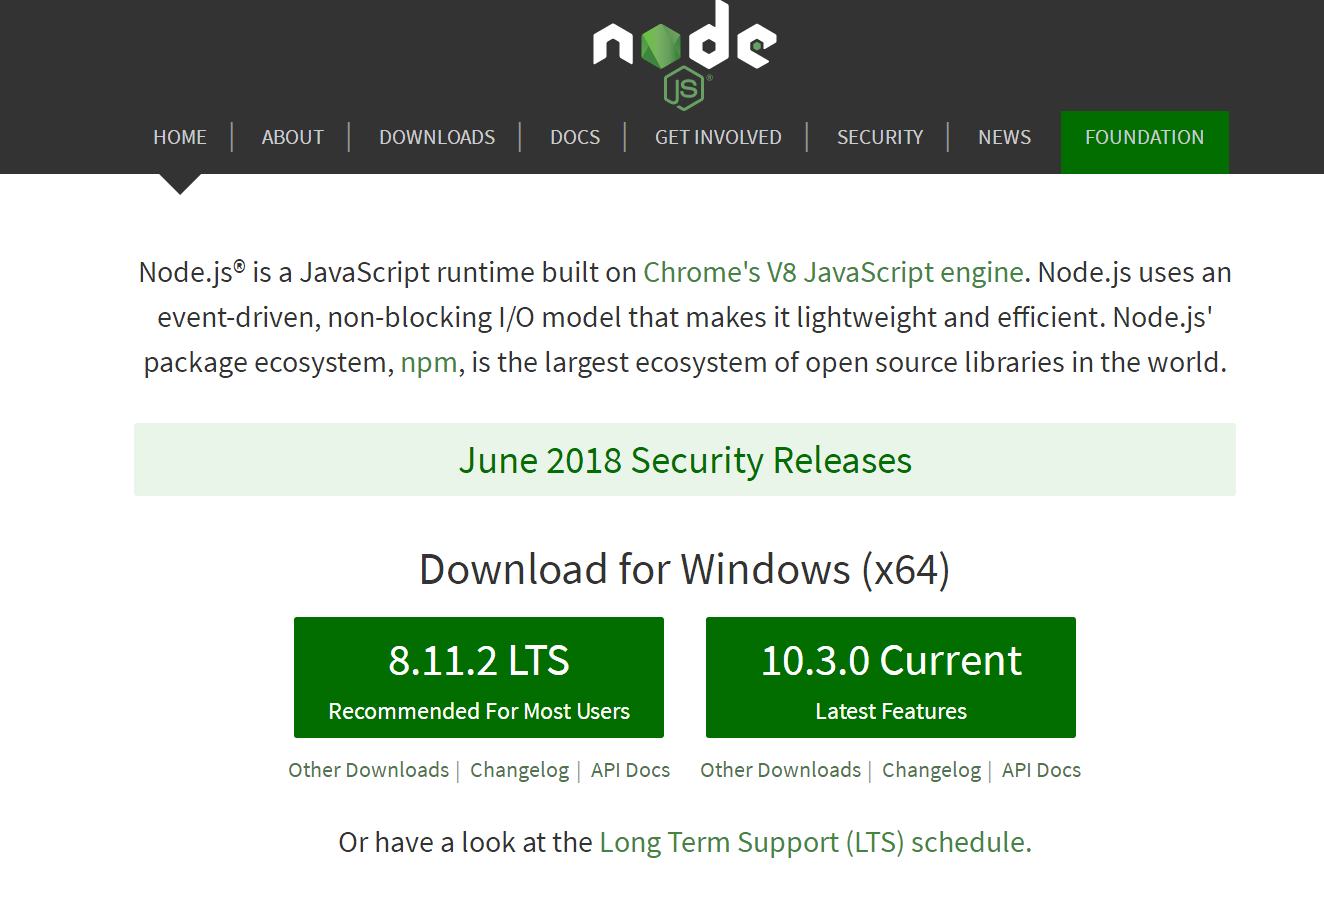 node
JS®
HOME | ABOUT | DOWNLOADS | DOCS | GET INVOLVED | SECURITY | NEWS FOUNDATION
Node.js® is a JavaScript runtime built on Chrome's V8 JavaScript engine. Node.js uses an
event-driven, non-blocking I/O model that makes it lightweight and efficient. Node.js'
package ecosystem, npm, is the largest ecosystem of open source libraries in the world.
June 2018 Security Releases
Download for Windows (x64)
8.11.2 LTS
Recommended For Most Users
10.3.0 Current
Latest Features
Other Downloads | Changelog | API Docs
Other Downloads | Changelog | API Docs
Or have a look at the Long Term Support (LTS) schedule.